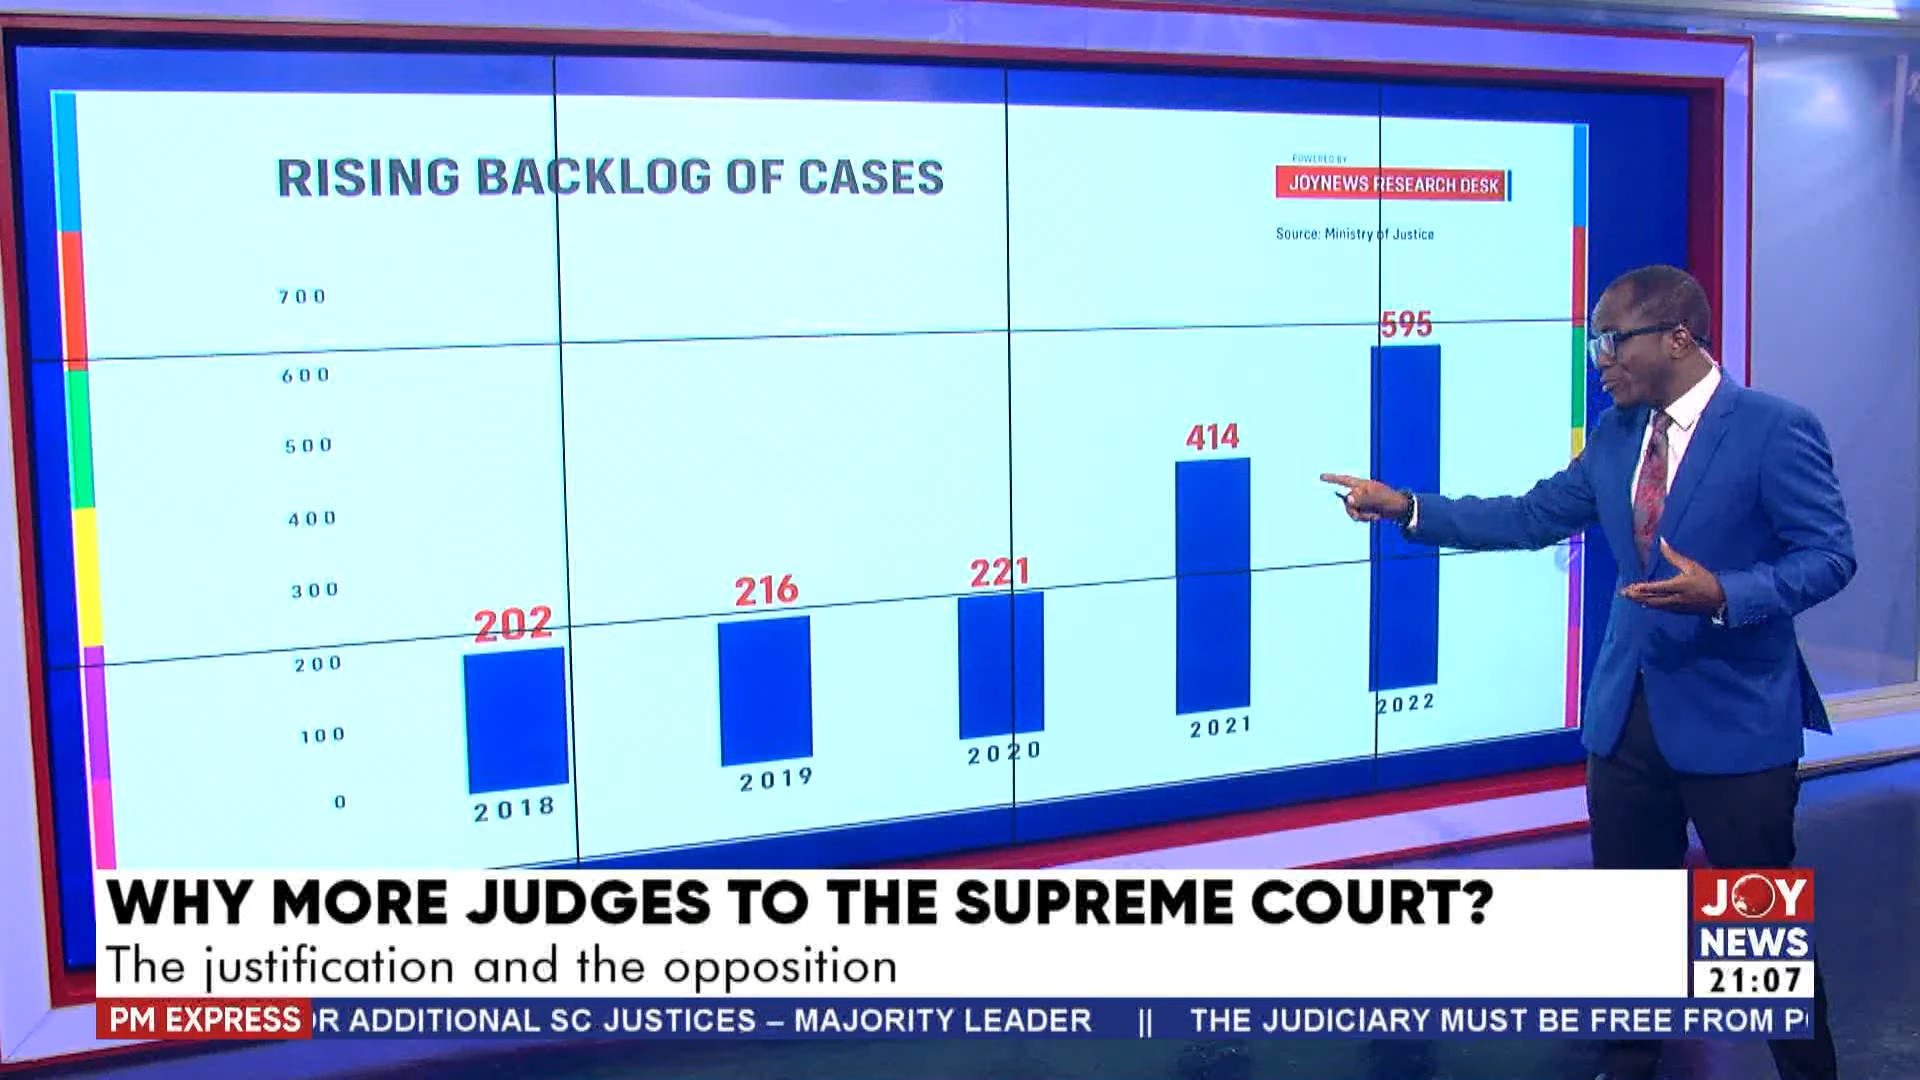 RISING BACKLOG OF CASES
POWERED BY
JOYNEWS RESEARCH DESK
Source: Ministry of Justice
700
600
500
400
300
200
100
0
202
216
221
414
595
2018
2019
2020
2021
2022
WHY MORE JUDGES TO THE SUPREME COURT?
The justification and the opposition
JOY
NEWS
21:07
PM EXPRESS
R ADDITIONAL SC JUSTICES – MAJORITY LEADER || THE JUDICIARY MUST BE FREE FROM